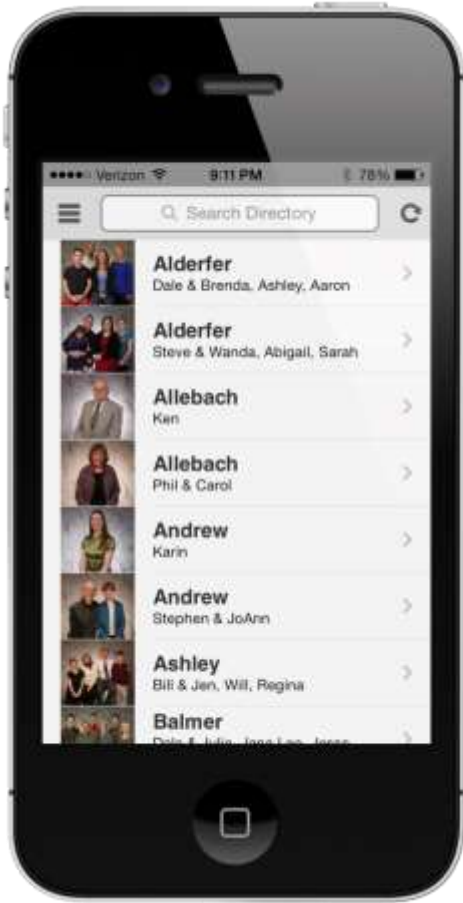 Verizon 9:11 PM 78%
Search Directory
Alderfer
Dale & Brenda, Ashley, Aaron
Alderfer
Steve & Wanda, Abigail, Sarah
Allebach
Ken
Allebach
Phil & Carol
Andrew
Karin
Andrew
Stephen & JoAnn
Ashley
Bill & Jen, Will, Regina
Balmer